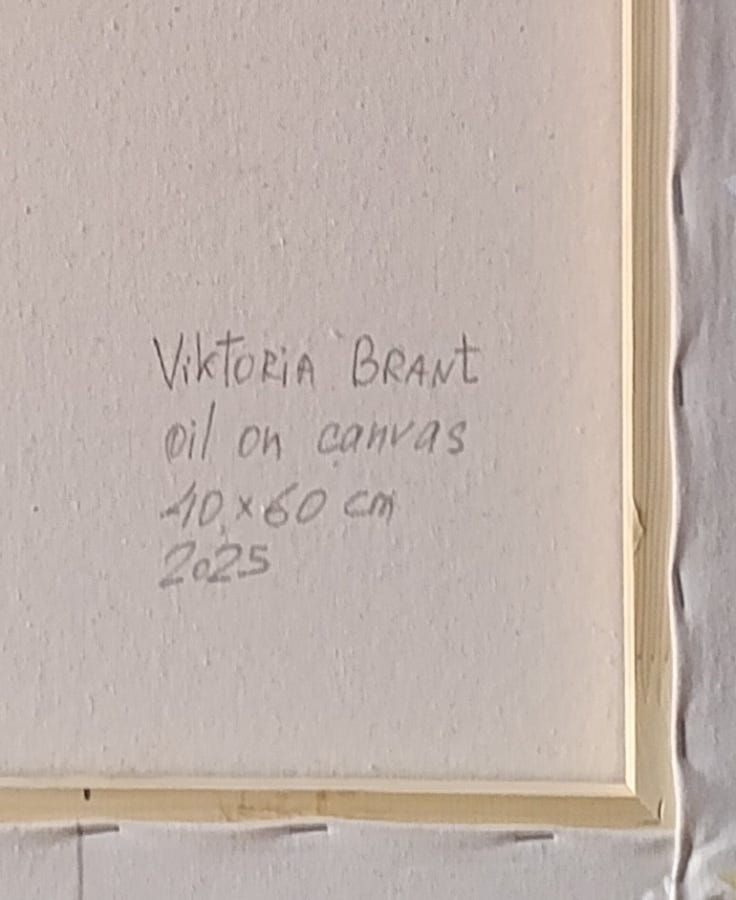 ViKTORiA BRANt
oil on canvas
40×60 cm
2025